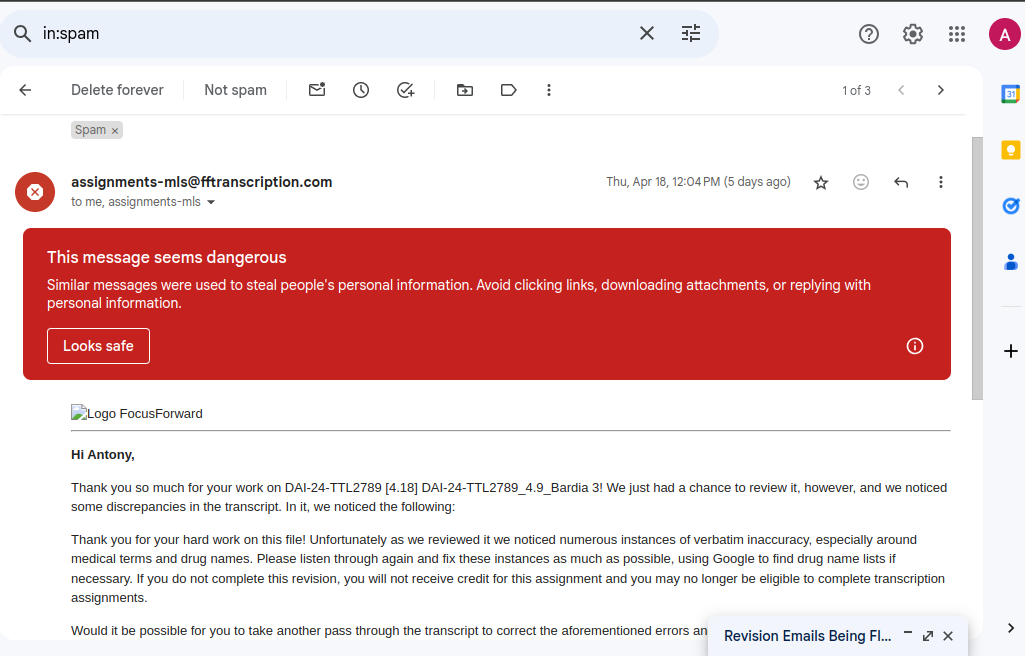 in:spam
A
Delete forever
Not spam
1 of 3
31
Spam ×
assignments-mls@fftranscription.com
Thu, Apr 18, 12:04 PM (5 days ago)
to me, assignments-mls
This message seems dangerous
Similar messages were used to steal people's personal information. Avoid clicking links, downloading attachments, or replying with
personal information.
Looks safe
Logo FocusForward
Hi Antony,
Thank you so much for your work on DAI-24-TTL2789 [4.18] DAI-24-TTL2789_4.9_Bardia 3! We just had a chance to review it, however, and we noticed
some discrepancies in the transcript. In it, we noticed the following:
Thank you for your hard work on this file! Unfortunately as we reviewed it we noticed numerous instances of verbatim inaccuracy, especially around
medical terms and drug names. Please listen through again and fix these instances as much as possible, using Google to find drug name lists if
necessary. If you do not complete this revision, you will not receive credit for this assignment and you may no longer be eligible to complete transcription
assignments.
Would it be possible for you to take another pass through the transcript to correct the aforementioned errors an
Revision Emails Being Fl...